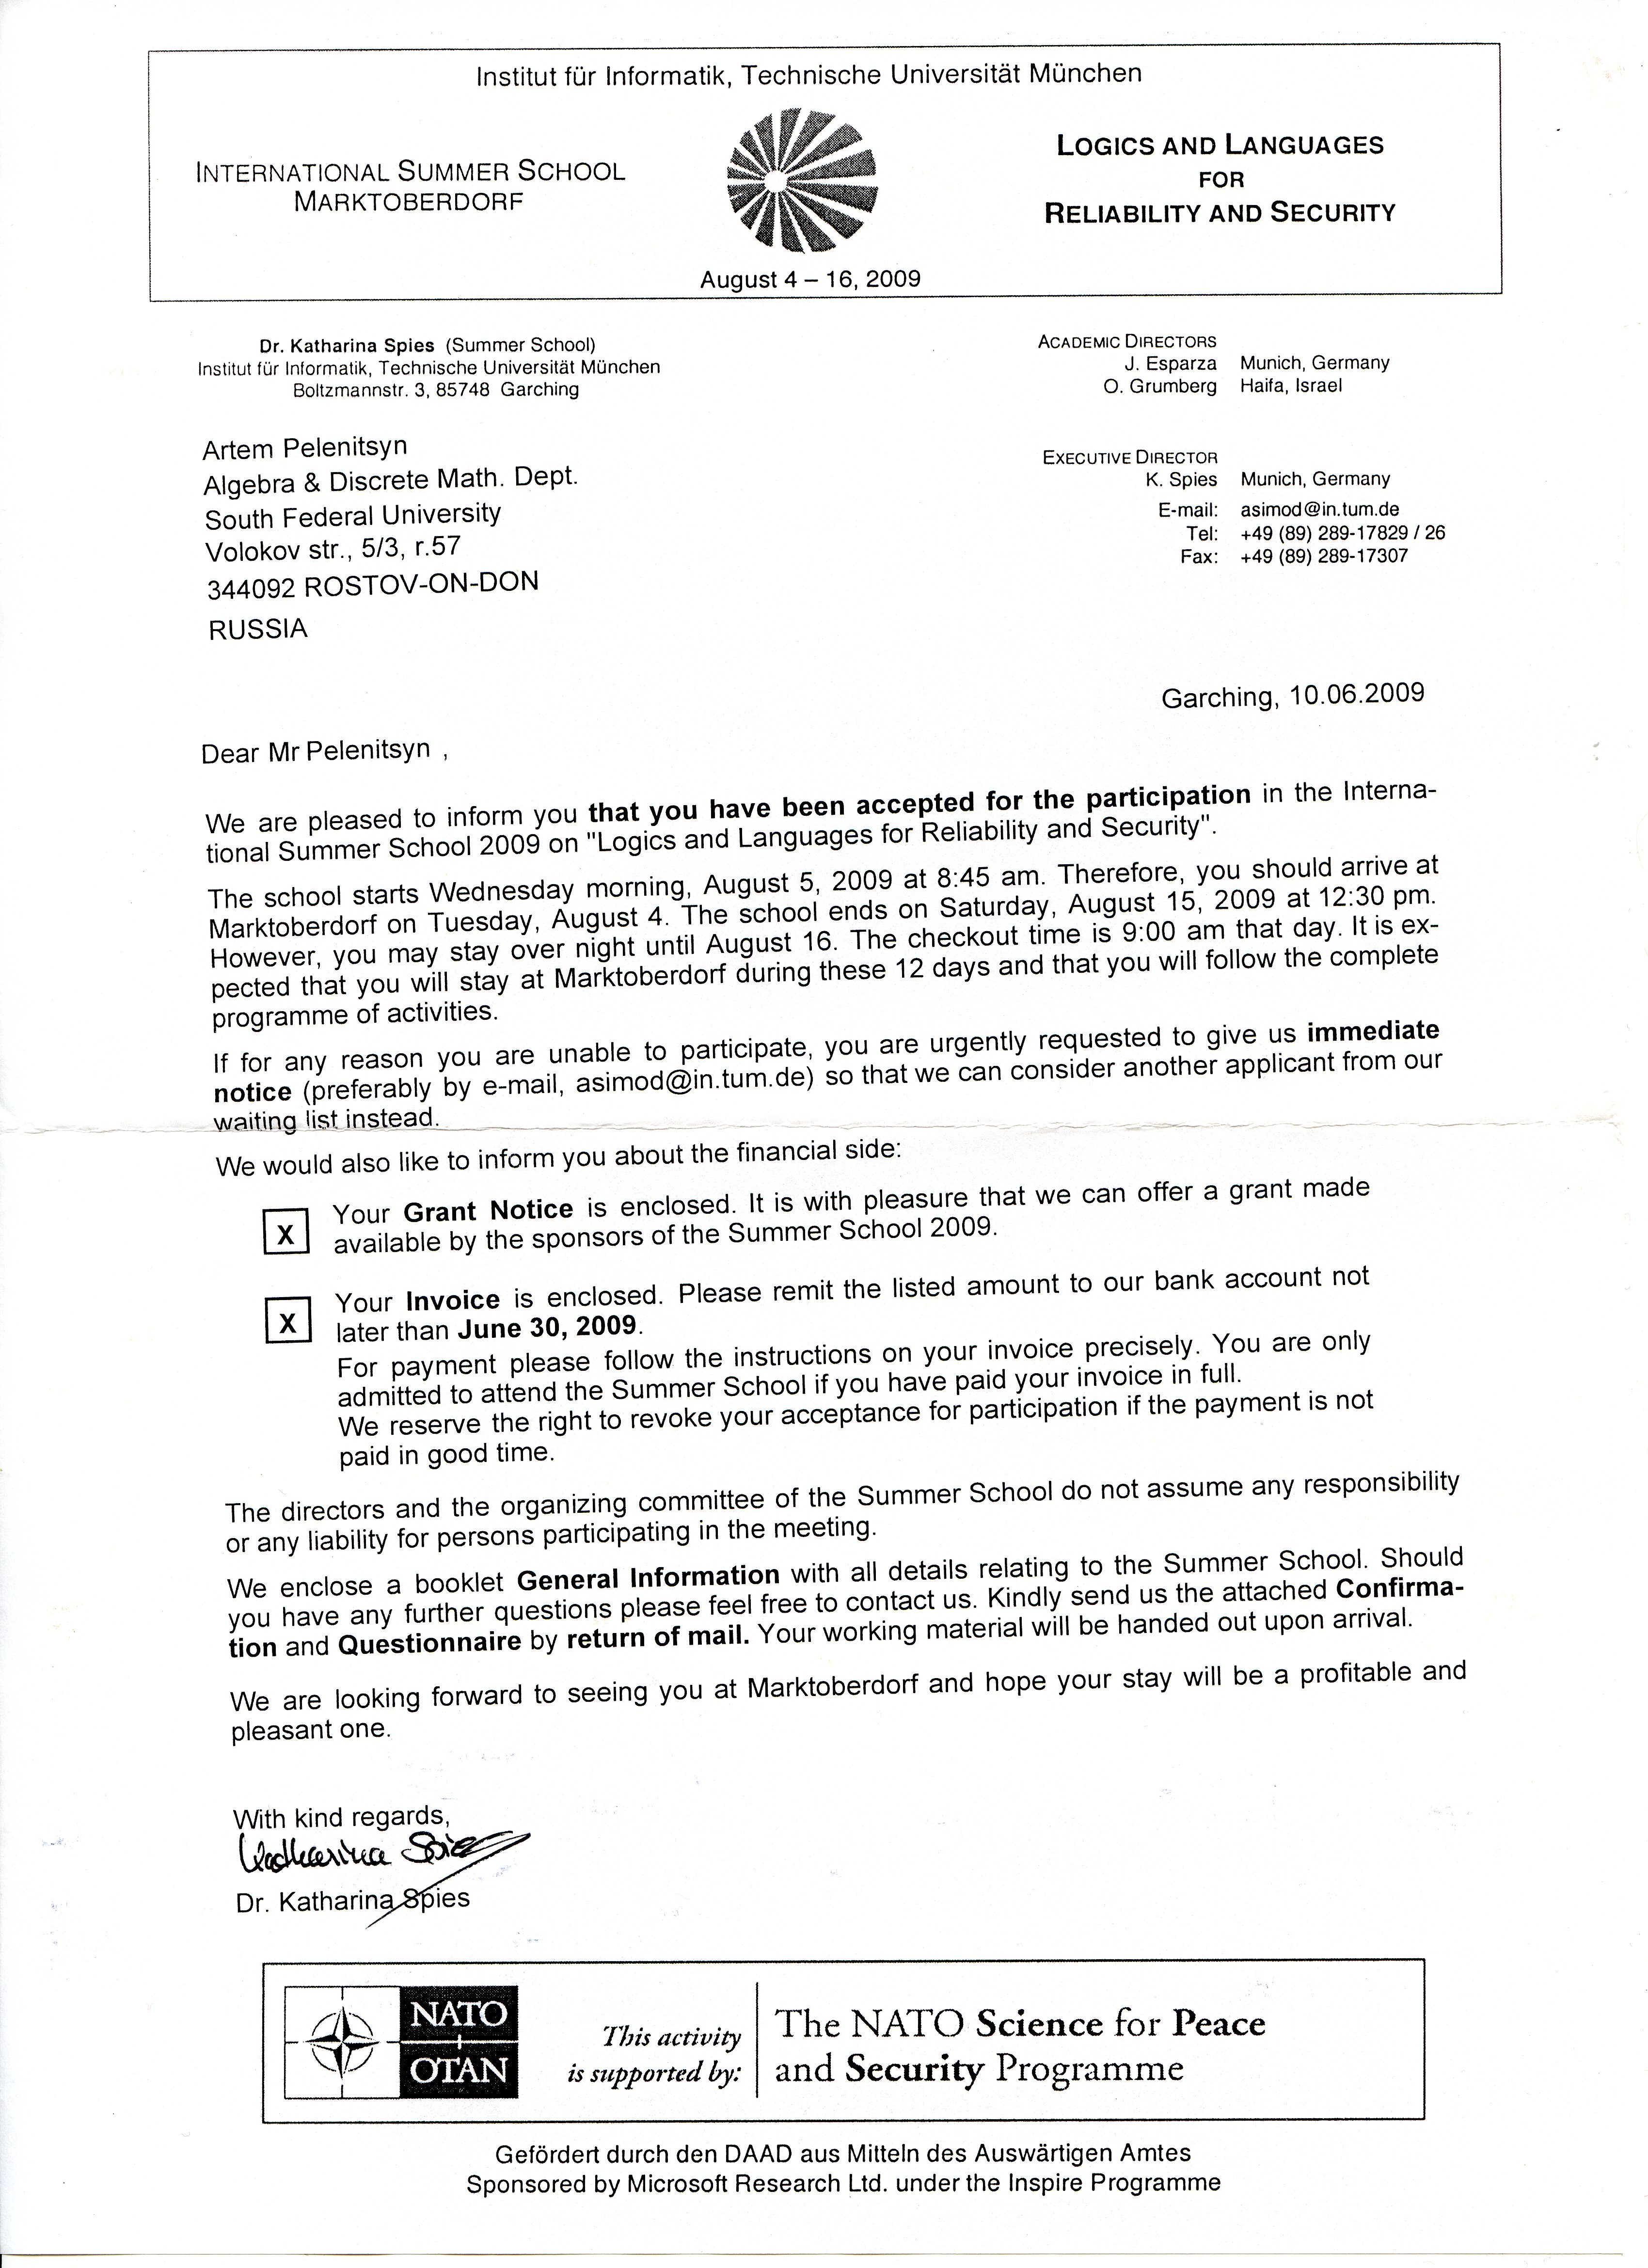 Institut für Informatik, Technische Universität München
INTERNATIONAL SUMMER SCHOOL
MARKTOBERDORF
LOGICS AND LANGUAGES
FOR
RELIABILITY AND SECURITY
August 4 – 16, 2009
Dr. Katharina Spies (Summer School)
Institut für Informatik, Technische Universität München
Boltzmannstr. 3, 85748 Garching
ACADEMIC DIRECTORS
J. Esparza Munich, Germany
O. Grumberg Haifa, Israel
Artem Pelenitsyn
Algebra & Discrete Math. Dept.
South Federal University
Volokov str., 5/3, r.57
344092 ROSTOV-ON-DON
RUSSIA
EXECUTIVE DIRECTOR
K. Spies Munich, Germany
E-mail: asimod@in.tum.de
Tel: +49 (89) 289-17829 / 26
Fax: +49 (89) 289-17307
Garching, 10.06.2009
Dear Mr Pelenitsyn ,
We are pleased to inform you that you have been accepted for the participation in the Interna-
tional Summer School 2009 on "Logics and Languages for Reliability and Security".
The school starts Wednesday morning, August 5, 2009 at 8:45 am. Therefore, you should arrive at
Marktoberdorf on Tuesday, August 4. The school ends on Saturday, August 15, 2009 at 12:30 pm.
However, you may stay over night until August 16. The checkout time is 9:00 am that day. It is ex-
pected that you will stay at Marktoberdorf during these 12 days and that you will follow the complete
programme of activities.
If for any reason you are unable to participate, you are urgently requested to give us immediate
notice (preferably by e-mail, asimod@in.tum.de) so that we can consider another applicant from our
waiting list instead.
We would also like to inform you about the financial side:
X Your Grant Notice is enclosed. It is with pleasure that we can offer a grant made
available by the sponsors of the Summer School 2009.
X Your Invoice is enclosed. Please remit the listed amount to our bank account not
later than June 30, 2009.
For payment please follow the instructions on your invoice precisely. You are only
admitted to attend the Summer School if you have paid your invoice in full.
We reserve the right to revoke your acceptance for participation if the payment is not
paid in good time.
The directors and the organizing committee of the Summer School do not assume any responsibility
or any liability for persons participating in the meeting.
We enclose a booklet General Information with all details relating to the Summer School. Should
you have any further questions please feel free to contact us. Kindly send us the attached Confirma-
tion and Questionnaire by return of mail. Your working material will be handed out upon arrival.
We are looking forward to seeing you at Marktoberdorf and hope your stay will be a profitable and
pleasant one.
With kind regards,
Katharina Spies
Dr. Katharina Spies
NATO
OTAN
This activity
is supported by:
The NATO Science for Peace
and Security Programme
Gefördert durch den DAAD aus Mitteln des Auswärtigen Amtes
Sponsored by Microsoft Research Ltd. under the Inspire Programme